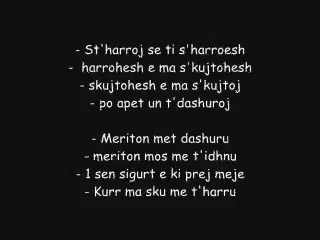 - St'harroj se ti s'harroesh
- harrohesh e ma s'kujtohesh
- skujtohesh e ma s'kujtoj
- po apet un t'dashuroj
- Meriton met dashuru
- meriton mos me t'idhnu
- 1 sen sigurt e ki prej meje
- Kurr ma sku me t'harru